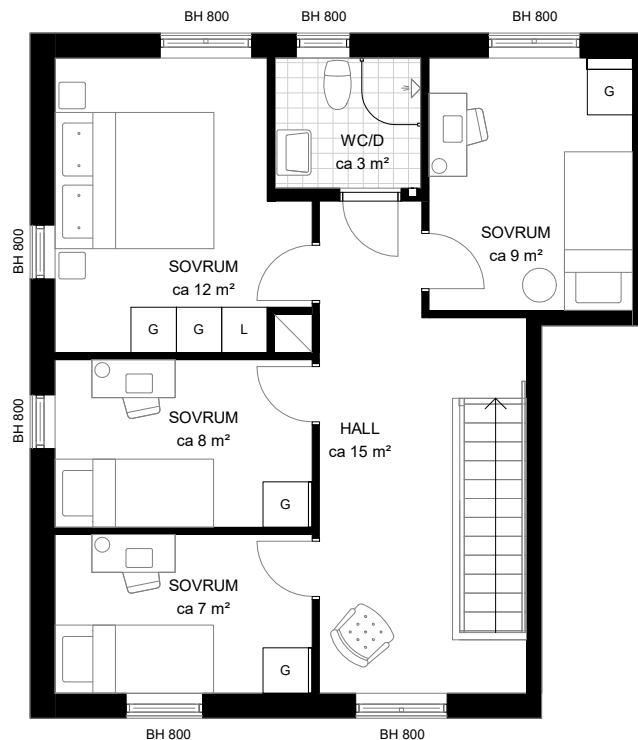 BH 800 BH 800 BH 800
G
WC/D
ca 3 m²
SOVRUM
ca 9 m²
BH 800
SOVRUM
ca 12 m²
G G L
BH 800
SOVRUM
ca 8 m²
HALL
ca 15 m²
G
SOVRUM
ca 7 m²
G
BH 800 BH 800